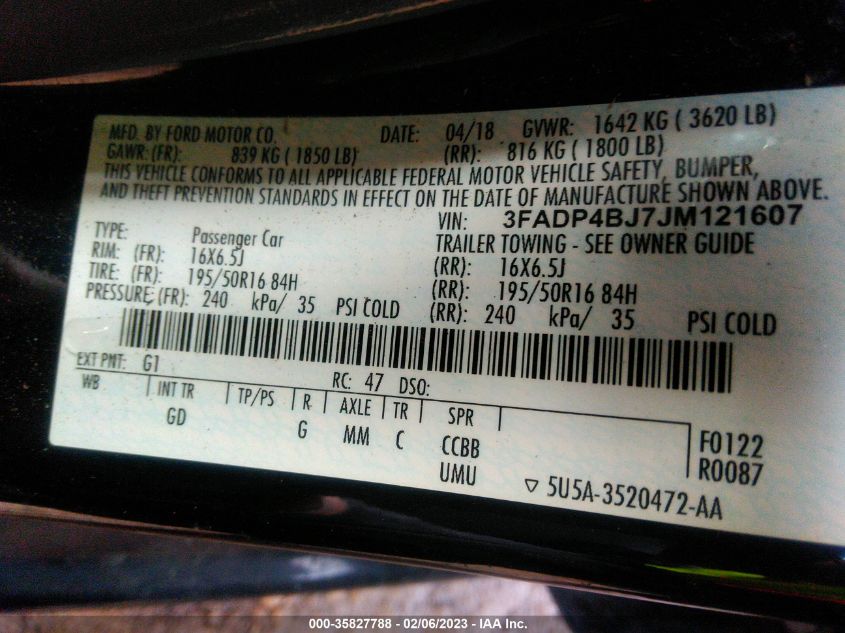 MFD. BY FORD MOTOR CO. DATE: 04/18 GVWR: 1642 KG ( 3620 LB)
GAWR: (FR): 839 KG ( 1850 LB) (RR): 816 KG ( 1800 LB)
THIS VEHICLE CONFORMS TO ALL APPLICABLE FEDERAL MOTOR VEHICLE SAFETY, BUMPER,
AND THEFT PREVENTION STANDARDS IN EFFECT ON THE DATE OF MANUFACTURE SHOWN ABOVE.
VIN: 3FADP4BJ7JM121607
TYPE: Passenger Car TRAILER TOWING - SEE OWNER GUIDE
RIM: (FR): 16X6.5J (RR): 16X6.5J
TIRE: (FR): 195/50R16 84H (RR): 195/50R16 84H
PRESSURE; (FR): 240 kPa/ 35 PSI COLD (RR): 240 kPa/ 35 PSI COLD
EXT PNT: G1 RC: 47 DSO:
WB INT TR TP/PS R AXLE TR SPR
GD G MM C CCBB F0122
UMU R0087
▽ 5U5A-3520472-AA
000-35827788 - 02/06/2023 - IAA Inc.